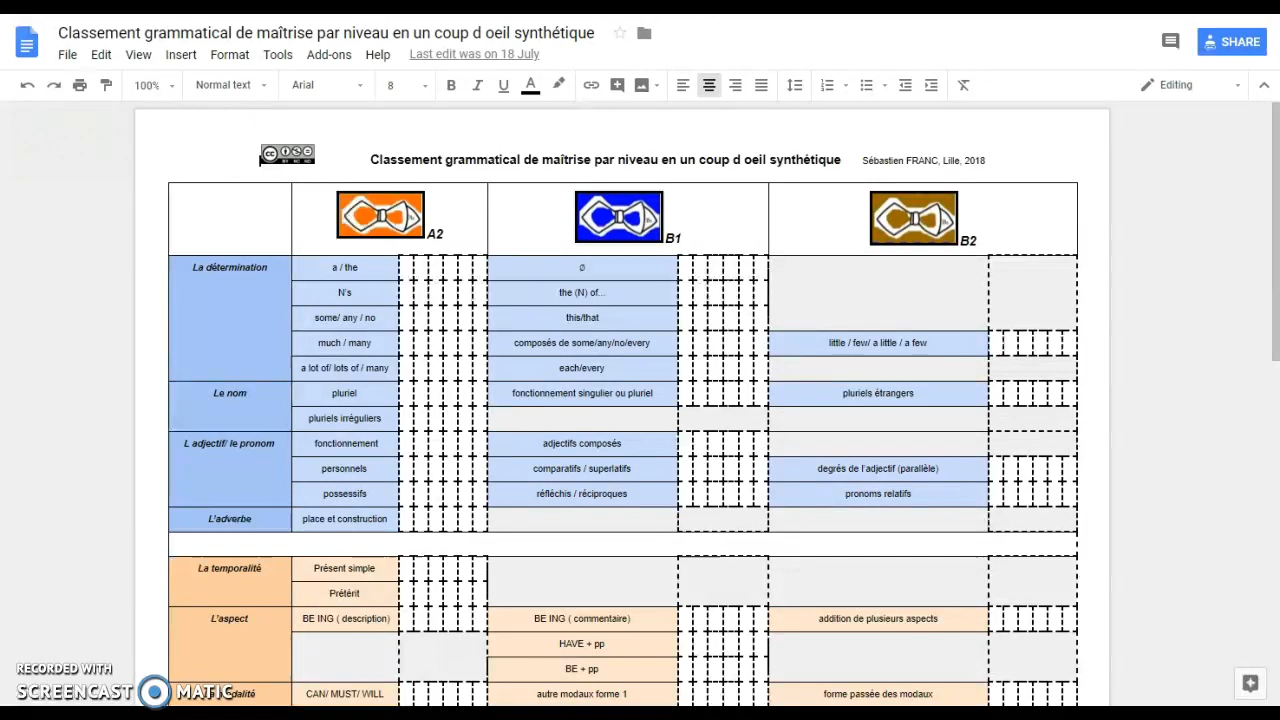 Classement grammatical de maîtrise par niveau en un coup d oeil synthétique
File Edit View Insert Format Tools Add-ons Help Last edit was on 18 July
SHARE
100% Normal text Arial 8 B I U A Editing
Classement grammatical de maîtrise par niveau en un coup d oeil synthétique Sébastien FRANC, Lille, 2018
A2 B1 B2
La détermination a / the Ø
N's the (N) of...
some/ any / no this/that
much / many composés de some/any/no/every little / few/ a little / a few
a lot of/ lots of / many each/every
Le nom pluriel fonctionnement singulier ou pluriel pluriels étrangers
pluriels irréguliers
L adjectif/ le pronom fonctionnement adjectifs composés
personnels comparatifs / superlatifs degrés de l'adjectif (parallèle)
possessifs réfléchis / réciproques pronoms relatifs
L'adverbe place et construction
La temporalité Présent simple
Prétérit
L'aspect BE ING ( description) BE ING ( commentaire) addition de plusieurs aspects
HAVE + pp
BE + pp
CAN/ MUST/ WILL autre modaux forme 1 forme passée des modaux
RECORDED WITH
SCREENCAST MATIC